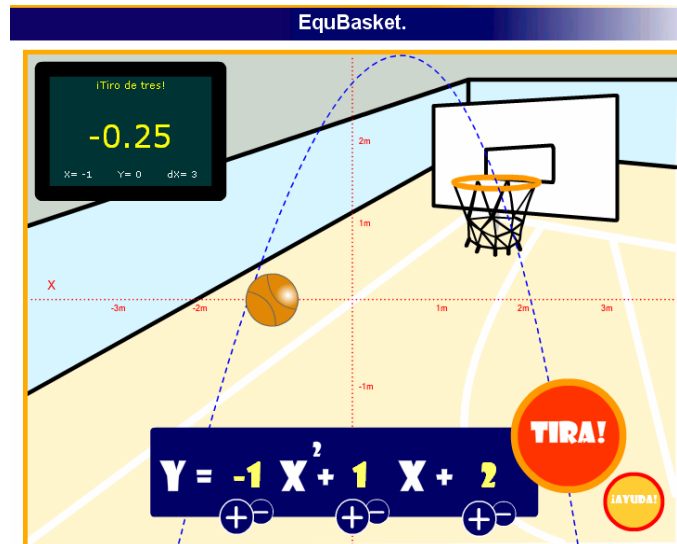 EquBasket.
¡Tiro de tres!
-0.25
X= -1 Y= 0 dX= 3
2m
1m
X
-3m -2m 1m 2m 3m
-1m
TIRA!
Y = -1 X² + 1 X + 2
+ - + - + -
¡AYUDA!